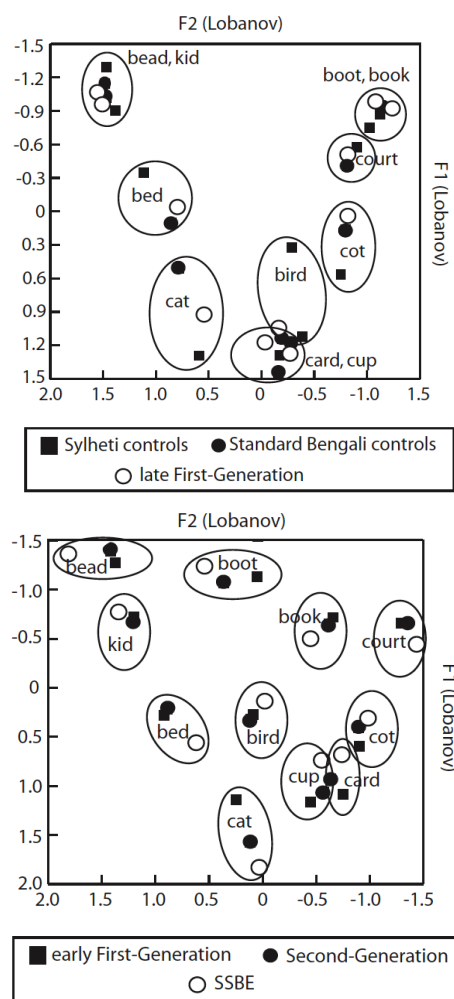 F2 (Lobanov)
-1.5
-1.2
-0.9
-0.6
-0.3
0
0.3
0.6
0.9
1.2
1.5
bead, kid
boot, book
court
bed
cot
bird
cat
card, cup
F1 (Lobanov)
2.0 1.5 1.0 0.5 0 -0.5 -1.0 1.5
Sylheti controls Standard Bengali controls
late First-Generation
F2 (Lobanov)
-1.5
-1.0
-0.5
0
0.5
1.0
1.5
2.0
bead
boot
kid
book
court
bed
bird
cot
cup
card
cat
F1 (Lobanov)
2.0 1.5 1.0 0.5 0.0 -0.5 -1.0 -1.5
early First-Generation Second-Generation
SSBE